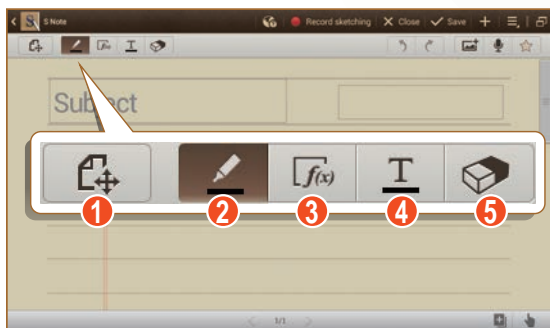 S Note Record sketching Close Save
f(x) T
Subject
f(x) T
1 2 3 4 5
1/1